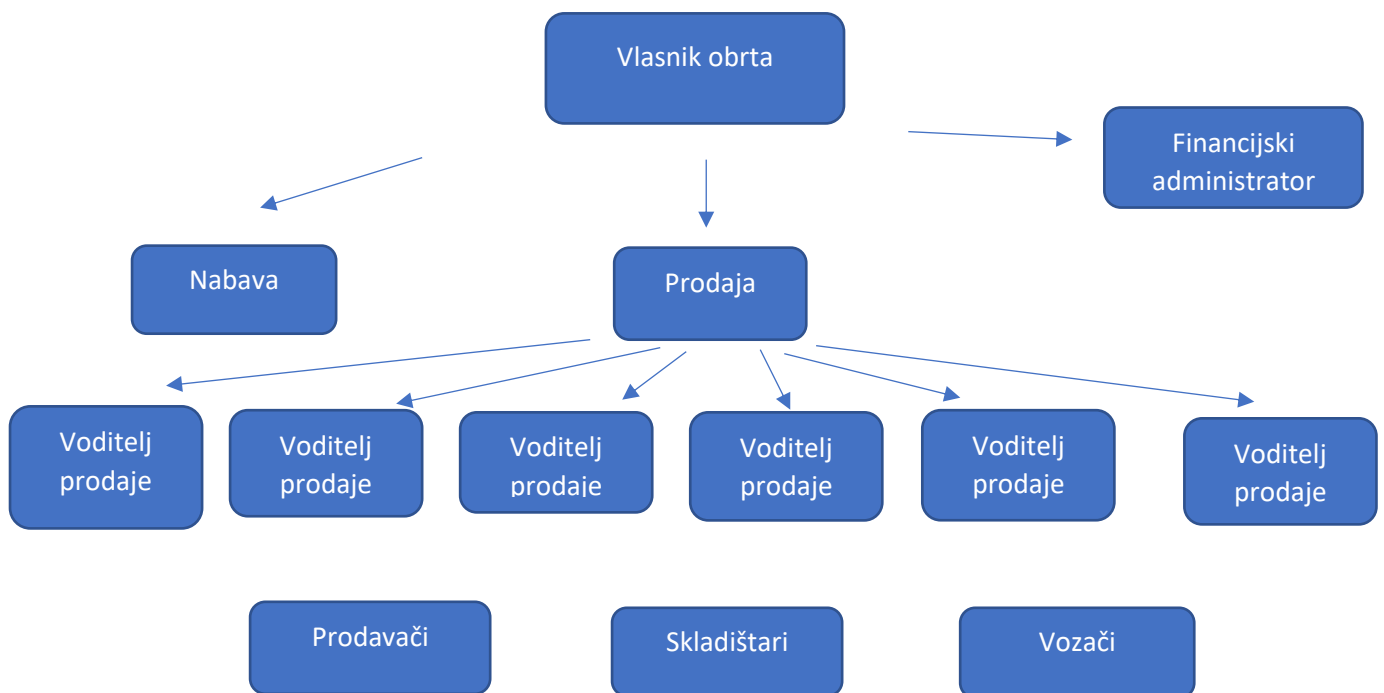 Vlasnik obrta
Financijski
administrator
Nabava
Prodaja
Voditelj
prodaje
Voditelj
prodaje
Voditelj
prodaje
Voditelj
prodaje
Voditelj
prodaje
Voditelj
prodaje
Prodavači
Skladištari
Vozači